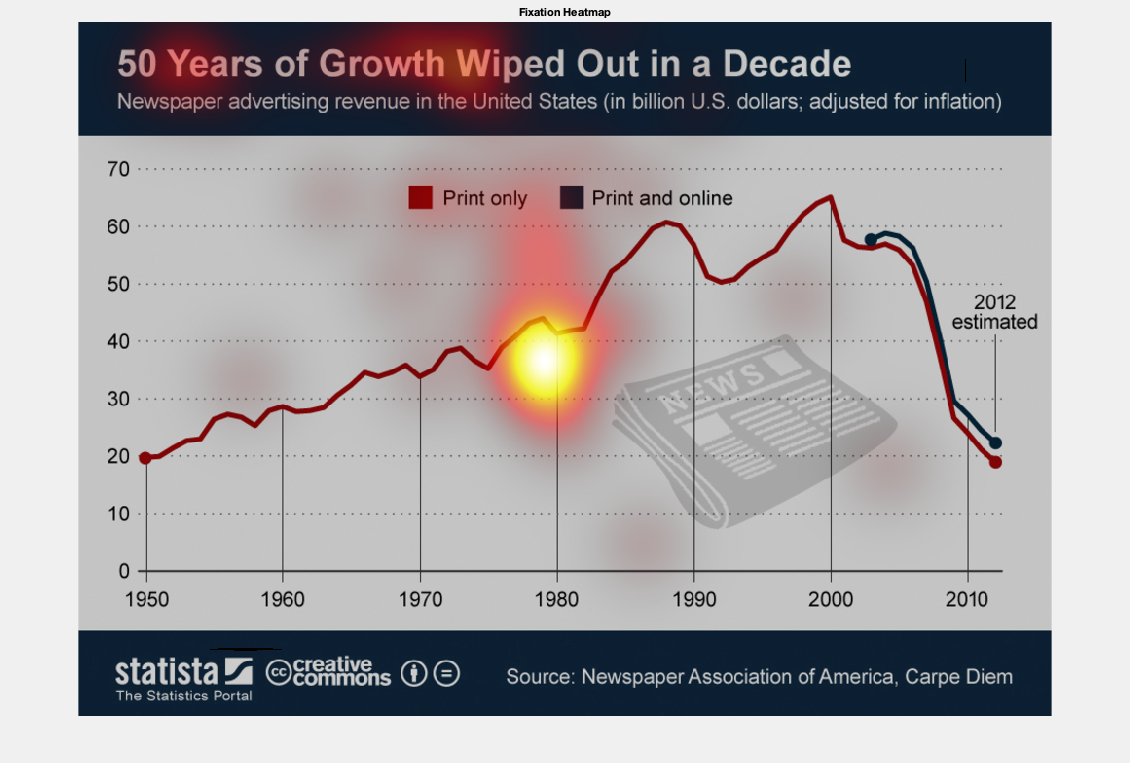 Fixation Heatmap
50 Years of Growth Wiped Out in a Decade
Newspaper advertising revenue in the United States (in billion U.S. dollars; adjusted for inflation)
70
Print only
Print and online
60
50
2012
estimated
40
NEWS
30
20
10
0
1950 1960 1970 1980 1990 2000 2010
statista
The Statistics Portal
cc creative commons
Source: Newspaper Association of America, Carpe Diem